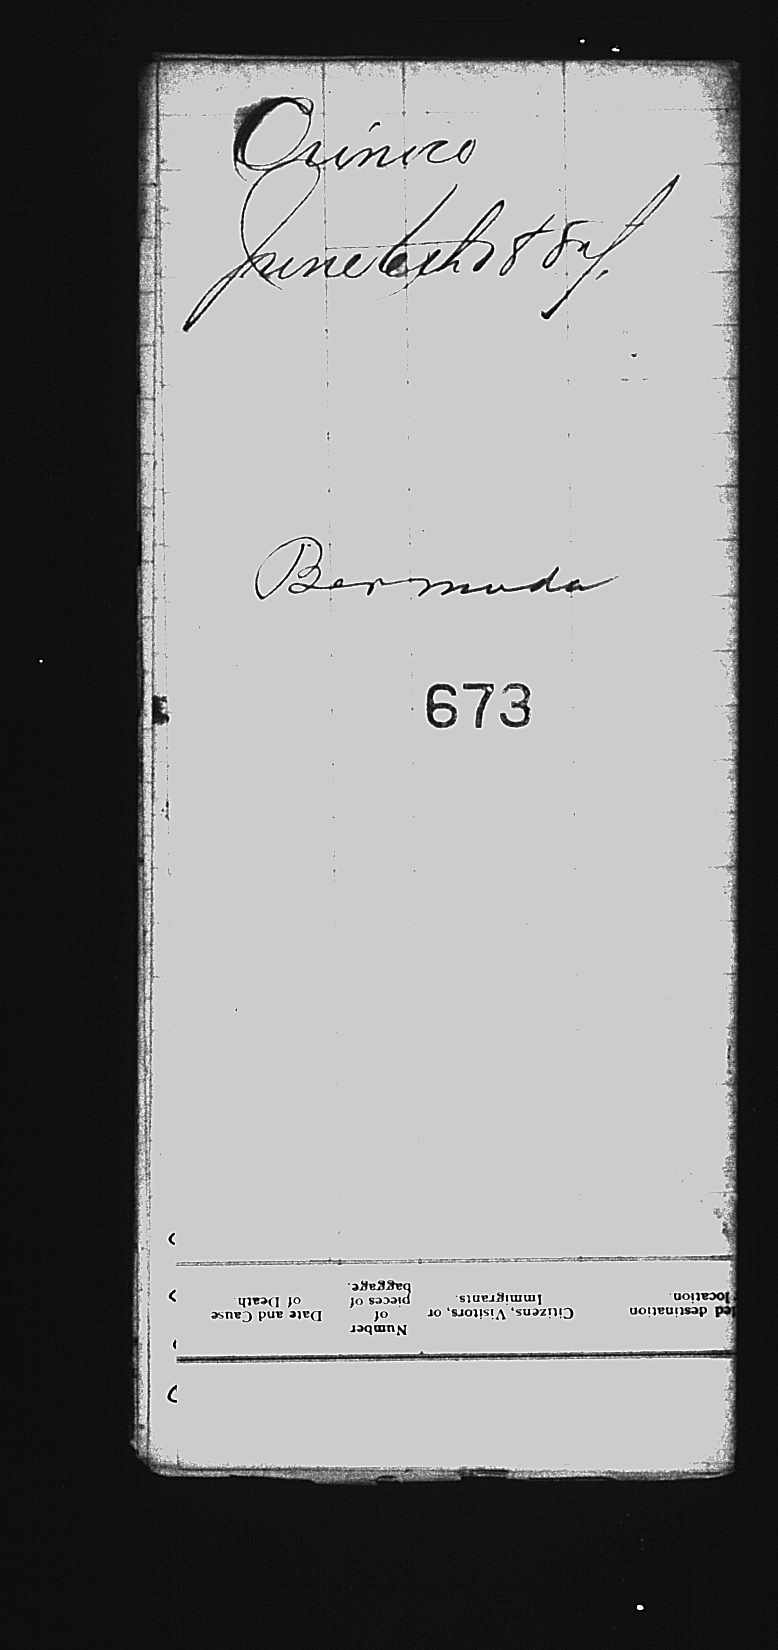 Orinoco
June 6th 1887.
Bermuda
673
Date and Cause
of Death
Number
of
pieces of
baggage.
Citizens, Visitors, or
Immigrants.
ded destination
location.